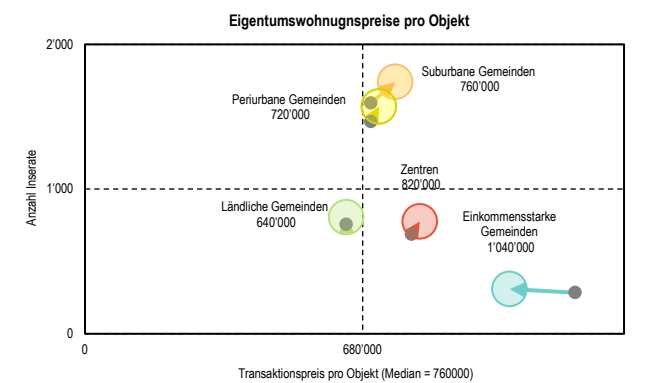 Eigentumswohnugnspreise pro Objekt
2’000
Suburbane Gemeinden
760’000
Periurbane Gemeinden
720’000
Anzahl Inserate
1’000
Zentren
820’000
Ländliche Gemeinden
640’000
Einkommensstarke
Gemeinden
1’040’000
0
0
680’000
Transaktionspreis pro Objekt (Median = 760000)